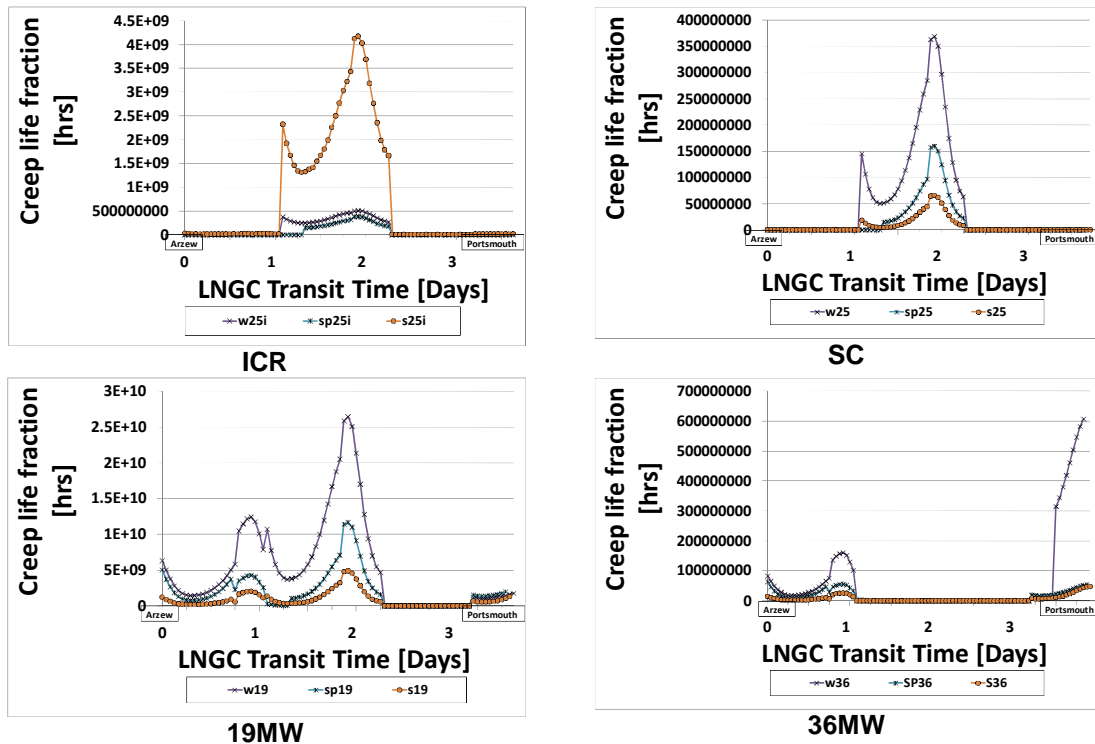 Creep life fraction
[hrs]
4.5E+09
4E+09
3.5E+09
3E+09
2.5E+09
2E+09
1.5E+09
1E+09
500000000
0
Arzew
Portsmouth
0 1 2 3
LNGC Transit Time [Days]
w25i sp25i s25i
ICR
Creep life fraction
[hrs]
400000000
350000000
300000000
250000000
200000000
150000000
100000000
50000000
0
Arzew
Portsmouth
0 1 2 3
LNGC Transit Time [Days]
w25 sp25 s25
SC
Creep life fraction
[hrs]
3E+10
2.5E+10
2E+10
1.5E+10
1E+10
5E+09
0
Arzew
Portsmouth
0 1 2 3
LNGC Transit Time [Days]
w19 sp19 s19
19MW
Creep life fraction
[hrs]
700000000
600000000
500000000
400000000
300000000
200000000
100000000
0
Arzew
Portsmouth
0 1 2 3
LNGC Transit Time [Days]
w36 SP36 S36
36MW